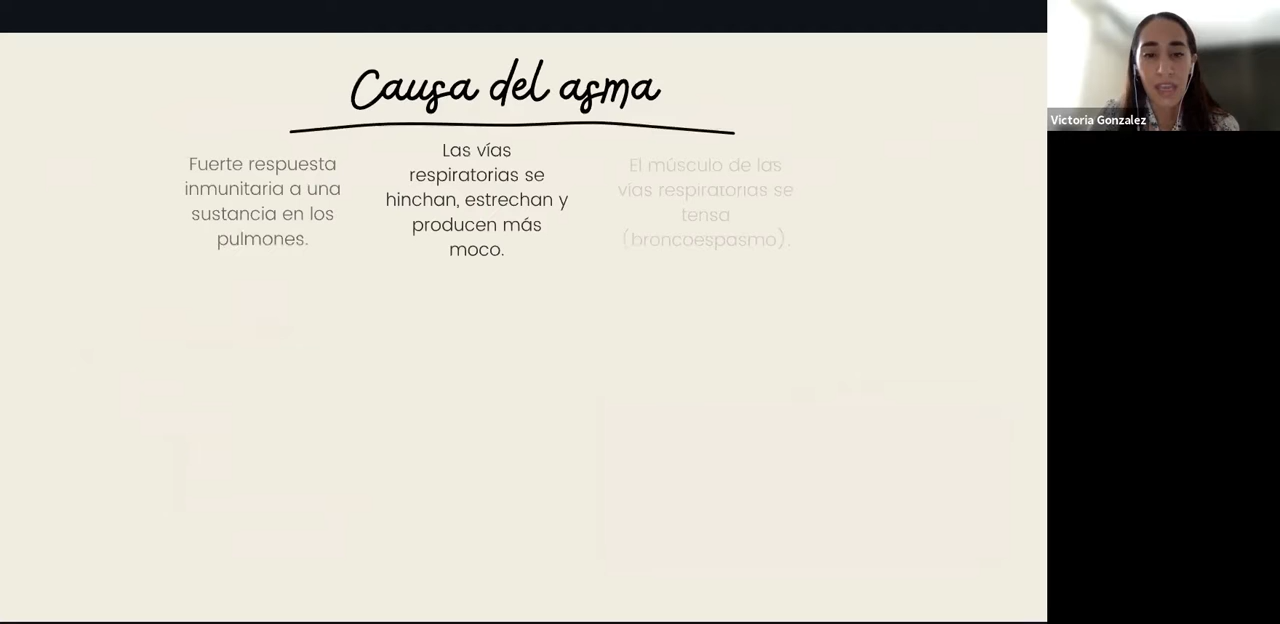 Causa del asma
Fuerte respuesta
inmunitaria a una
sustancia en los
pulmones.
Las vías
respiratorias se
hinchan, estrechan y
producen más
moco.
El músculo de las
vías respiratorias se
tensa
(broncoespasmo).
Victoria Gonzalez